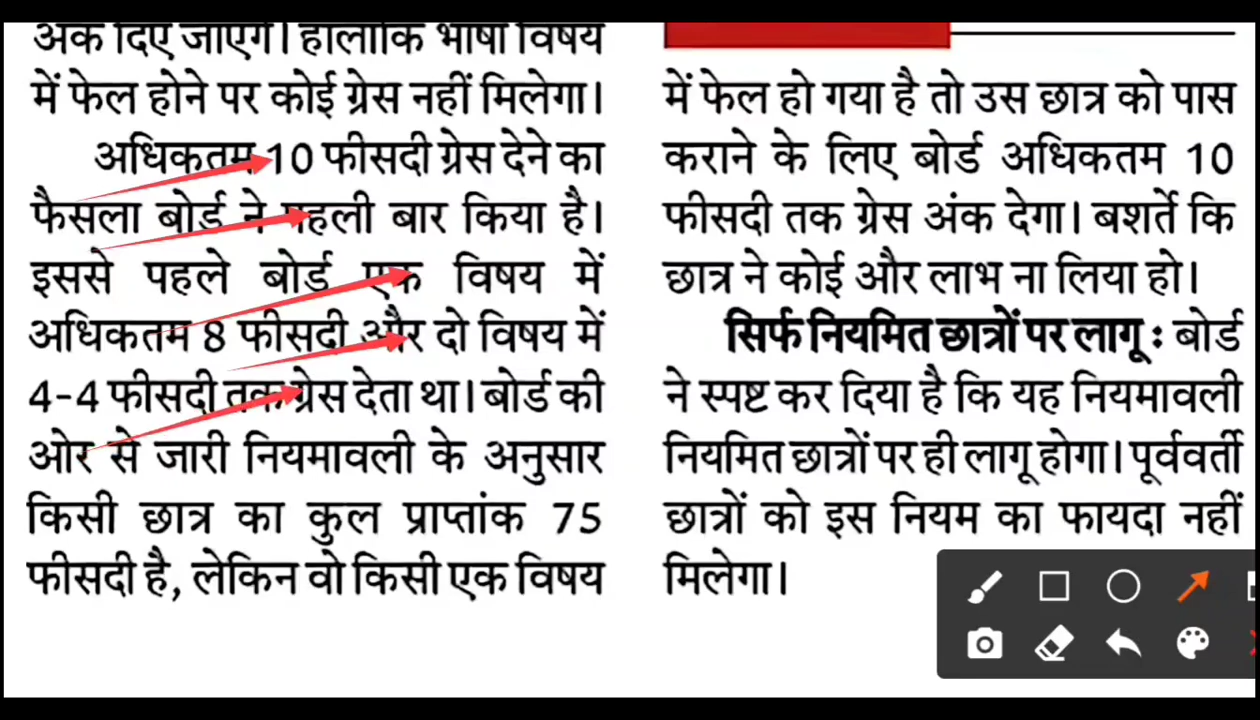 अंक दिए जाएंगे। हालांकि भाषा विषय
में फेल होने पर कोई ग्रेस नहीं मिलेगा।
अधिकतम 10 फीसदी ग्रेस देने का
फैसला बोर्ड ने पहली बार किया है।
इससे पहले बोर्ड एक विषय में
अधिकतम 8 फीसदी और दो विषय में
4-4 फीसदी तक ग्रेस देता था। बोर्ड की
ओर से जारी नियमावली के अनुसार
किसी छात्र का कुल प्राप्तांक 75
फीसदी है, लेकिन वो किसी एक विषय
में फेल हो गया है तो उस छात्र को पास
कराने के लिए बोर्ड अधिकतम 10
फीसदी तक ग्रेस अंक देगा। बशर्ते कि
छात्र ने कोई और लाभ ना लिया हो।
सिर्फ नियमित छात्रों पर लागू : बोर्ड
ने स्पष्ट कर दिया है कि यह नियमावली
नियमित छात्रों पर ही लागू होगा। पूर्ववर्ती
छात्रों को इस नियम का फायदा नहीं
मिलेगा।